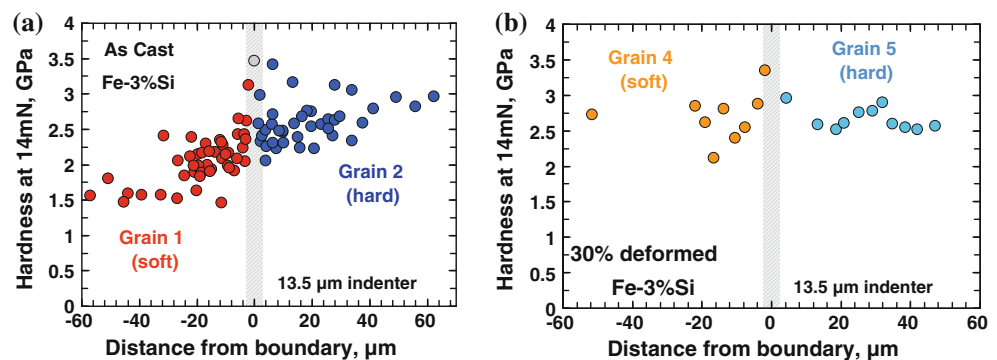 (a)
As Cast
Fe-3%Si
Grain 1
(soft)
Grain 2
(hard)
13.5 µm indenter
Hardness at 14mN, GPa
4
3.5
3
2.5
2
1.5
1
0.5
0
-60 -40 -20 0 20 40 60
Distance from boundary, µm
(b)
Grain 4
(soft)
Grain 5
(hard)
30% deformed
Fe-3%Si
13.5 µm indenter
Hardness at 14mN, GPa
4
3.5
3
2.5
2
1.5
1
0.5
0
-60 -40 -20 0 20 40 60
Distance from boundary, µm